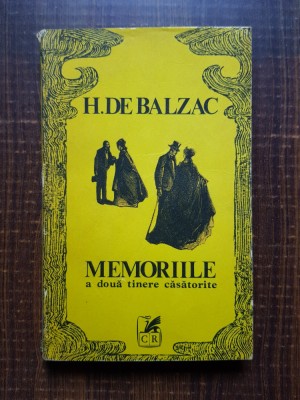 H. DE BALZAC
MEMORIILE
a două tinere căsătorite
CR